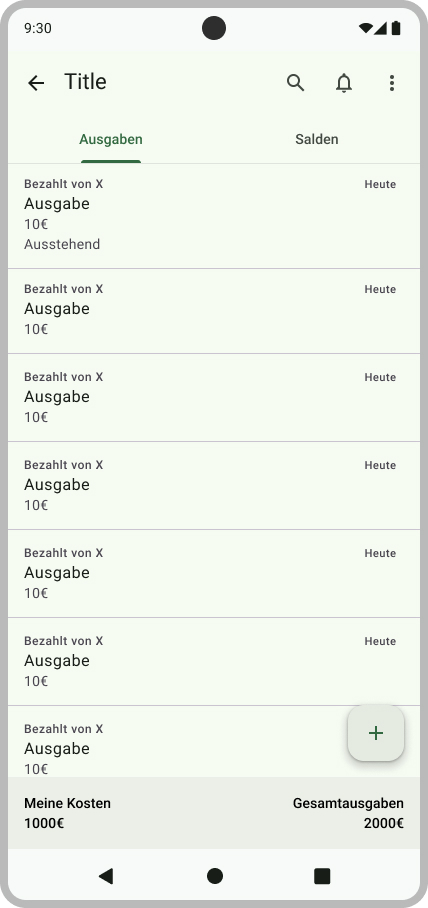 9:30
Title
Ausgaben
Salden
Bezahlt von X
Heute
Ausgabe
10€
Ausstehend
Bezahlt von X
Heute
Ausgabe
10€
Bezahlt von X
Heute
Ausgabe
10€
Bezahlt von X
Heute
Ausgabe
10€
Bezahlt von X
Heute
Ausgabe
10€
Bezahlt von X
Heute
Ausgabe
10€
Bezahlt von X
Ausgabe
10€
Meine Kosten
Gesamtausgaben
1000€
2000€